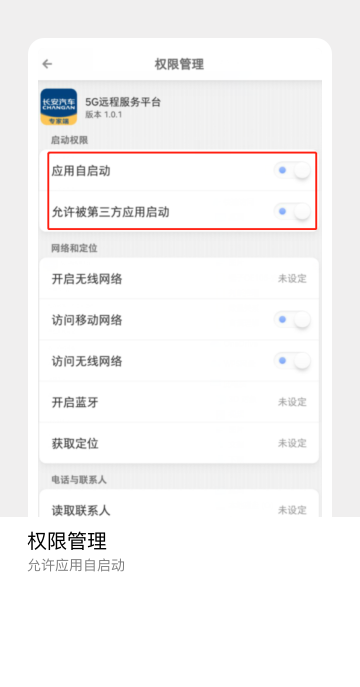 权限管理
长安汽车
CHANGAN
专家端
5G远程服务平台
版本 1.0.1
启动权限
应用自启动
允许被第三方应用启动
网络和定位
开启无线网络 未设定
访问移动网络
访问无线网络
开启蓝牙 未设定
获取定位 未设定
电话与联系人
读取联系人 未设定
权限管理
允许应用自启动